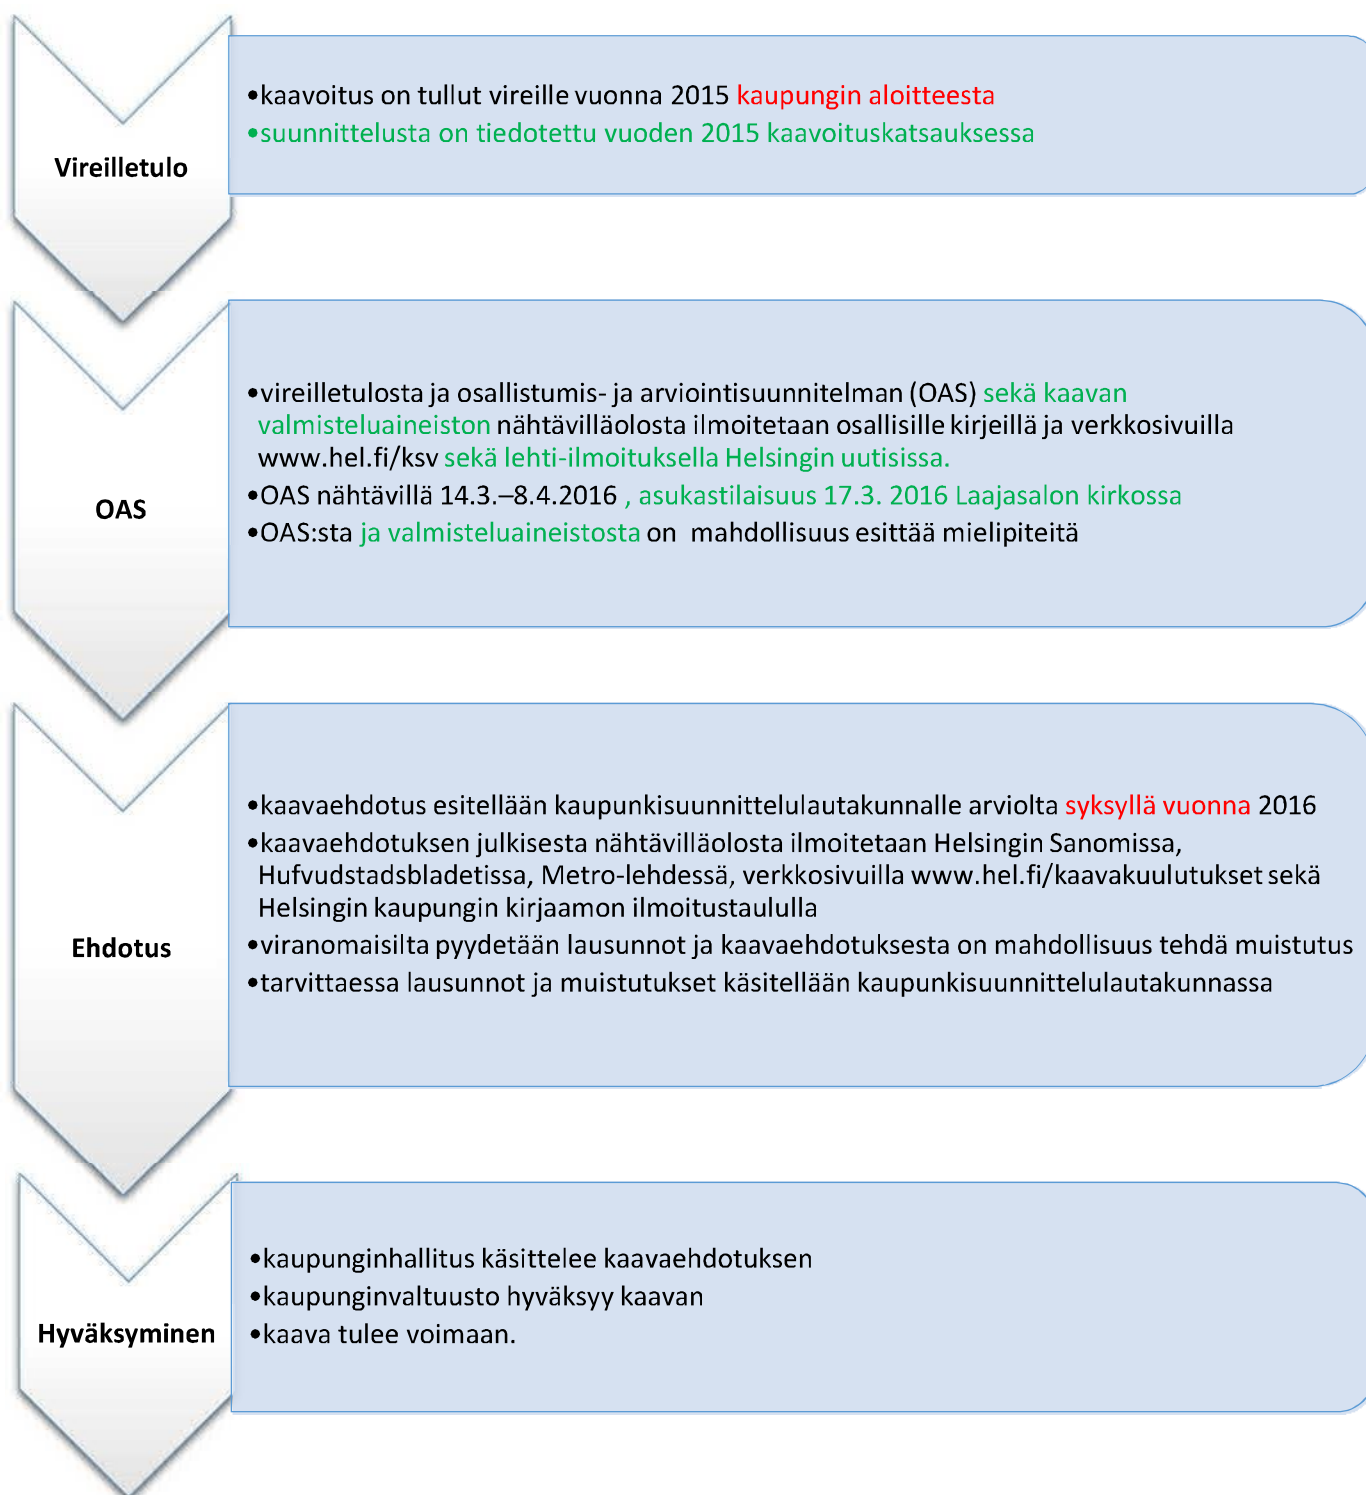 •kaavoitus on tullut vireille vuonna 2015 kaupungin aloitteesta
•suunnittelusta on tiedotettu vuoden 2015 kaavoituskatsauksessa
Vireilletulo
•vireilletulosta ja osallistumis- ja arviointisuunnitelman (OAS) sekä kaavan
valmisteluaineiston nähtävilläolosta ilmoitetaan osallisille kirjeillä ja verkkosivuilla
www.hel.fi/ksv sekä lehti-ilmoituksella Helsingin uutisissa.
•OAS nähtävillä 14.3.–8.4.2016 , asukastilaisuus 17.3. 2016 Laajasalon kirkossa
•OAS:sta ja valmisteluaineistosta on  mahdollisuus esittää mielipiteitä
OAS
•kaavaehdotus esitellään kaupunkisuunnittelulautakunnalle arviolta syksyllä vuonna 2016
•kaavaehdotuksen julkisesta nähtävilläolosta ilmoitetaan Helsingin Sanomissa,
Hufvudstadsbladetissa, Metro-lehdessä, verkkosivuilla www.hel.fi/kaavakuulutukset sekä
Helsingin kaupungin kirjaamon ilmoitustaululla
•viranomaisilta pyydetään lausunnot ja kaavaehdotuksesta on mahdollisuus tehdä muistutus
•tarvittaessa lausunnot ja muistutukset käsitellään kaupunkisuunnittelulautakunnassa
Ehdotus
•kaupunginhallitus käsittelee kaavaehdotuksen
•kaupunginvaltuusto hyväksyy kaavan
•kaava tulee voimaan.
Hyväksyminen